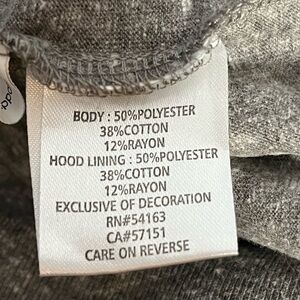 BODY : 50%POLYESTER
38%COTTON
12%RAYON
HOOD LINING : 50%POLYESTER
38%COTTON
12%RAYON
EXCLUSIVE OF DECORATION
RN#54163
CA#57151
CARE ON REVERSE